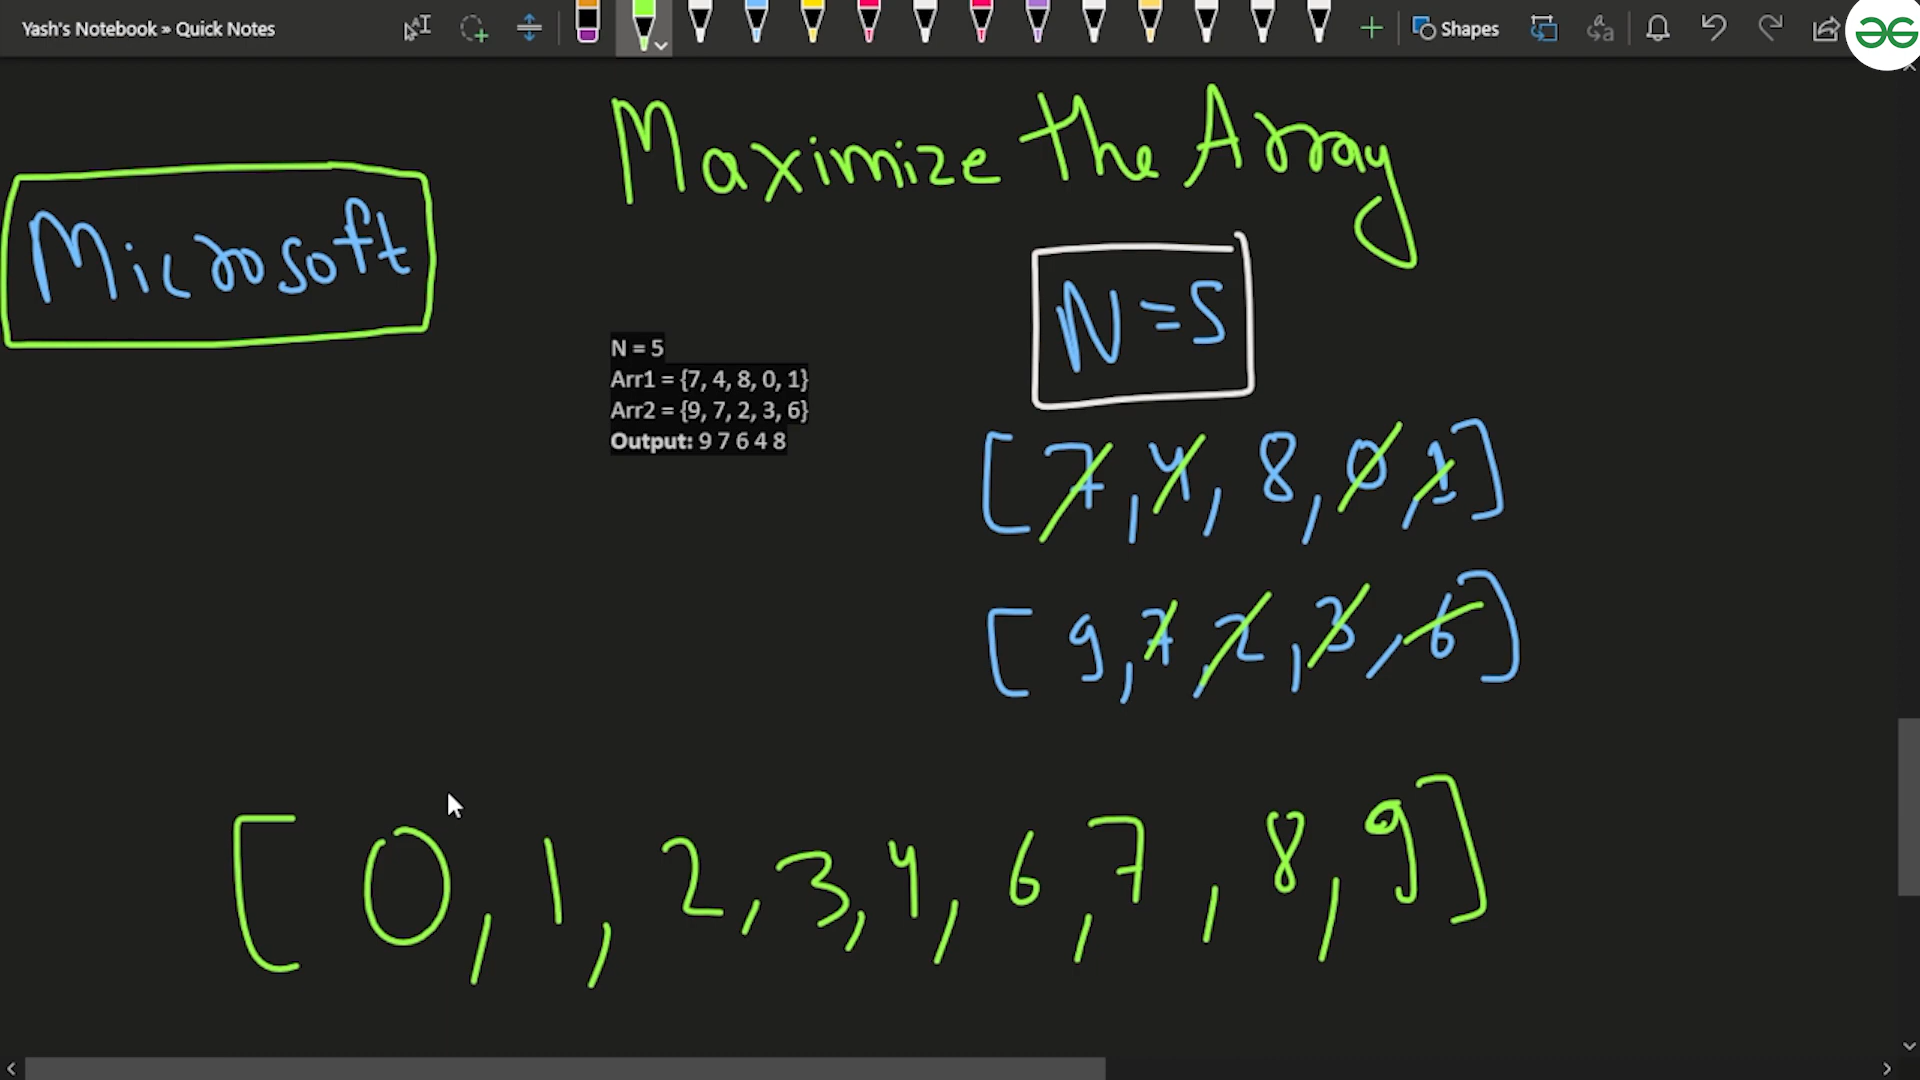 Yash's Notebook » Quick Notes
Shapes
Maximize the Array
Microsoft
N = 5
N = 5
Arr1 = {7, 4, 8, 0, 1}
Arr2 = {9, 7, 2, 3, 6}
Output: 9 7 6 4 8
[7, 4, 8, 0, 1]
[9, 7, 2, 3, 6]
[0, 1, 2, 3, 4, 6, 7, 8, 9]